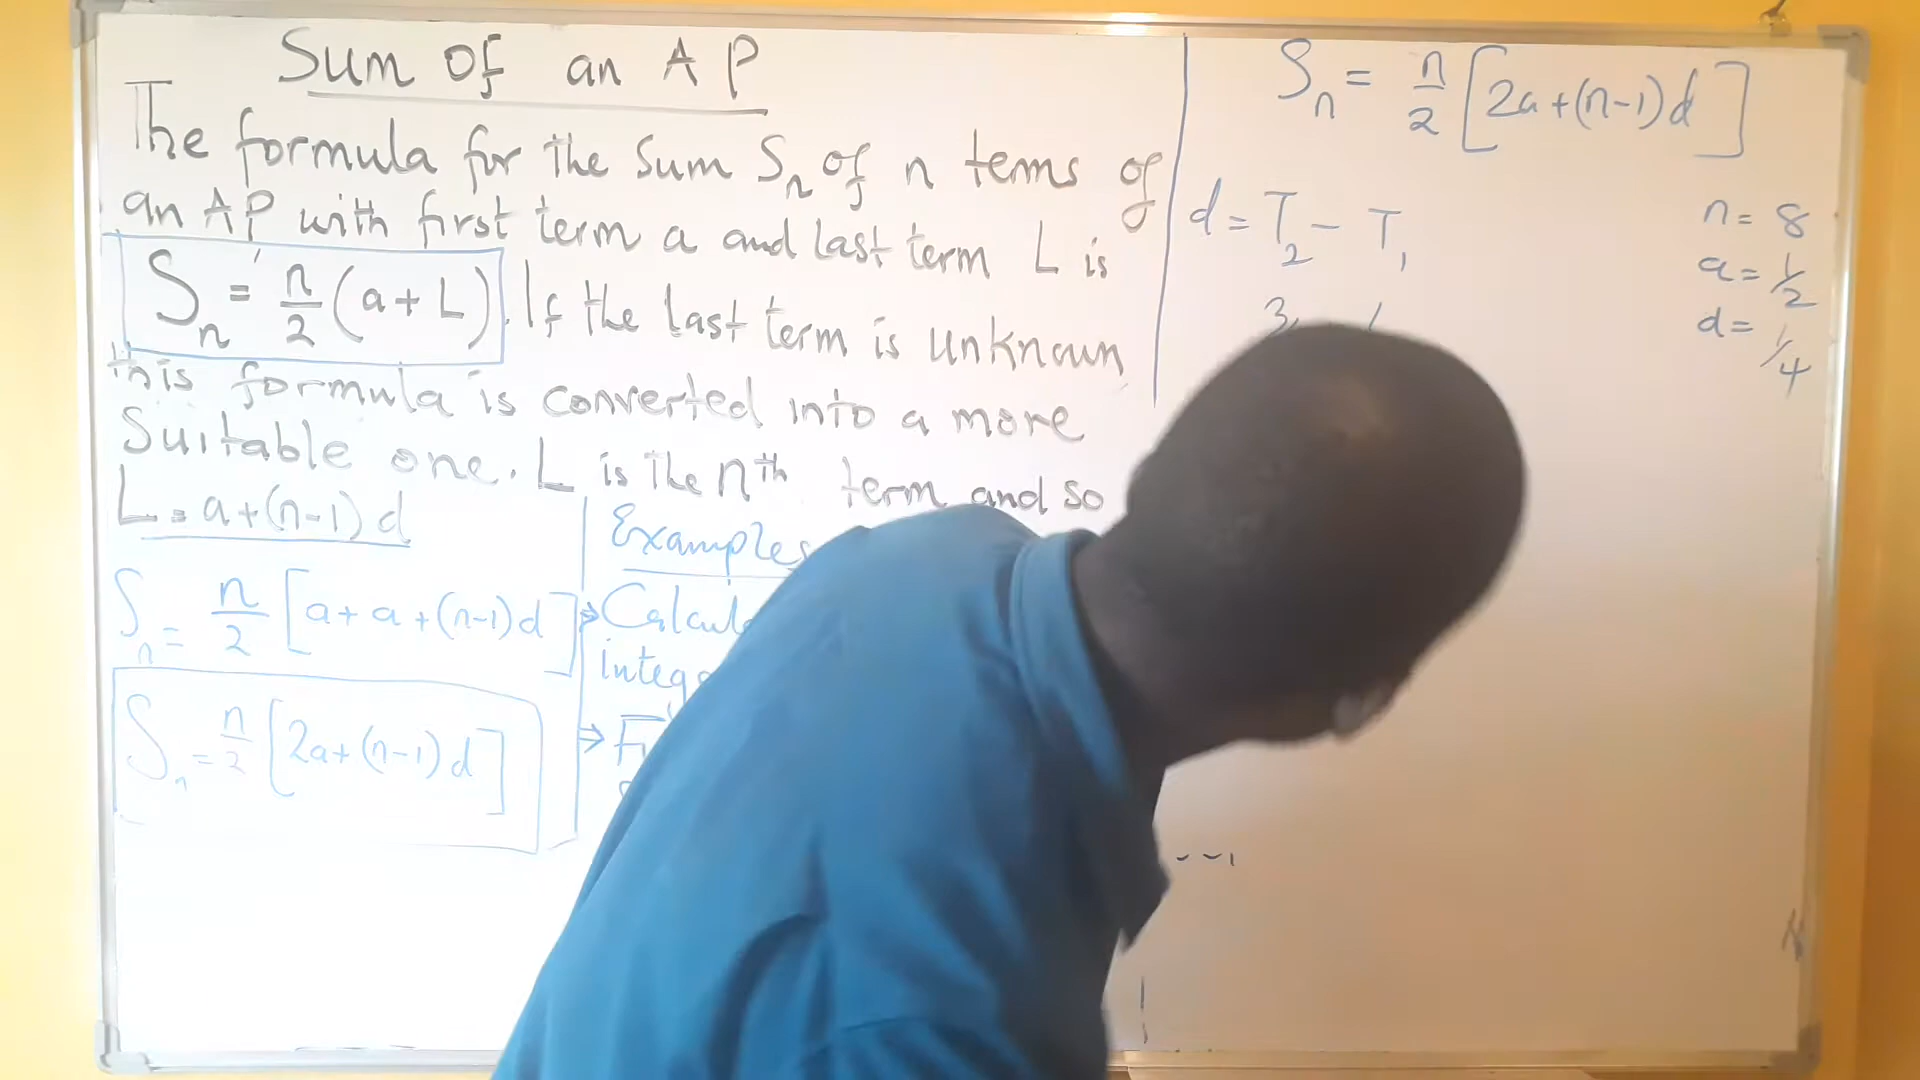 Sum of an AP
The formula for the Sum Sn of n terms of
an AP with first term a and last term L is
Sn = n/2 (a + L). If the last term is unknown
this formula is converted into a more
Suitable one. L is the nth term and so
L = a + (n-1) d
Sn = n/2 [a + a + (n-1)d]
Sn = n/2 [2a + (n-1) d]
Examples
Sn = n/2 [2a + (n-1)d]
d = T2 - T1
n = 8
a = 1/2
d = 1/4